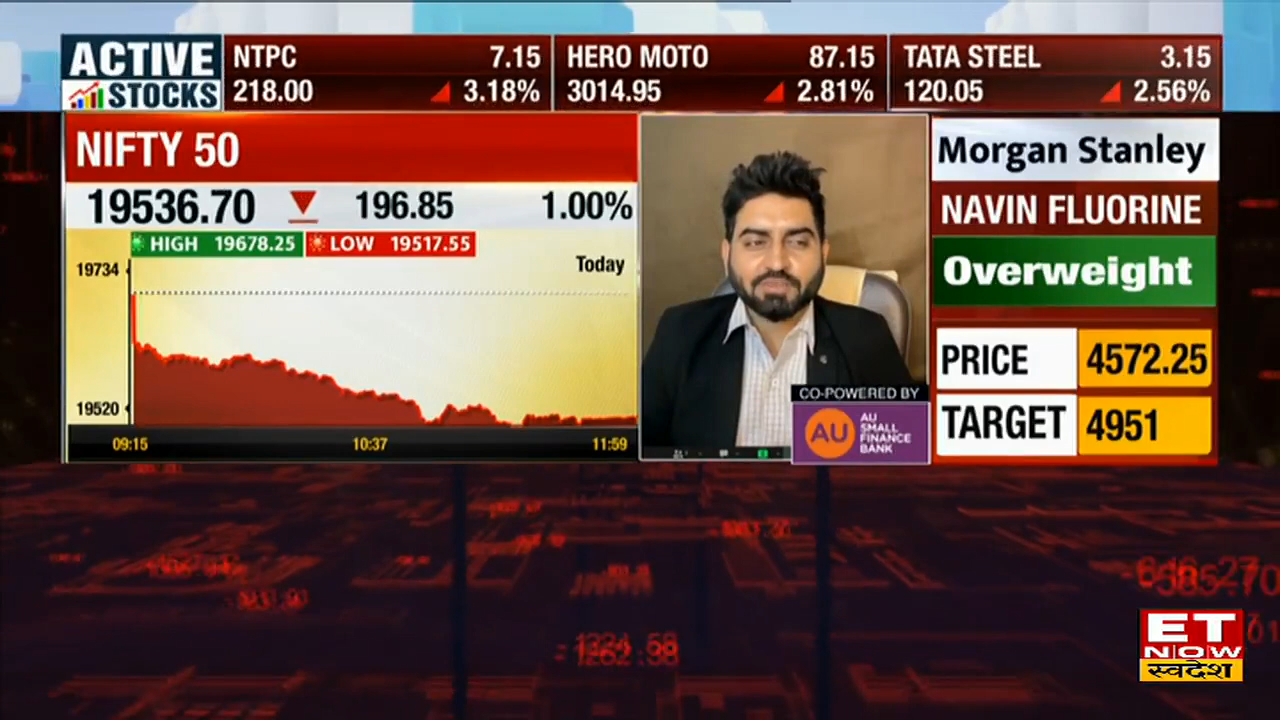 ACTIVE
STOCKS
NTPC 7.15
218.00 3.18%
HERO MOTO 87.15
3014.95 2.81%
TATA STEEL 3.15
120.05 2.56%
NIFTY 50
19536.70 196.85 1.00%
HIGH 19678.25 LOW 19517.55
Today
19734
19520
09:15 10:37 11:59
CO-POWERED BY
AU
AU
SMALL
FINANCE
BANK
Morgan Stanley
NAVIN FLUORINE
Overweight
PRICE 4572.25
TARGET 4951
ET
NOW
स्वदेश